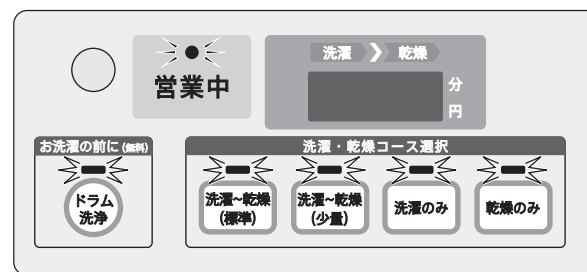 営業中
洗濯 乾燥
分
円
お洗濯の前に(無料)
ドラム
洗浄
洗濯・乾燥コース選択
洗濯~乾燥
(標準)
洗濯~乾燥
(少量)
洗濯のみ
乾燥のみ